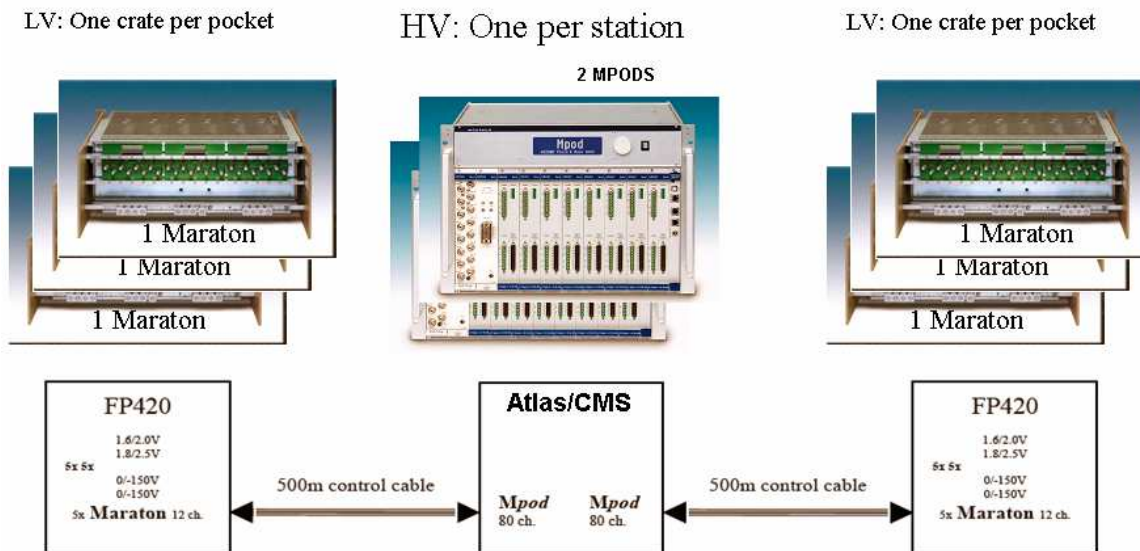 LV: One crate per pocket
HV: One per station
LV: One crate per pocket
2 MPODS
Mpod
1 Maraton
1 Maraton
1 Maraton
1 Maraton
1 Maraton
1 Maraton
FP420
1.6/2.0V
1.8/2.5V
5x 5x
0/-150V
0/-150V
5x Maraton 12 ch.
500m control cable
Atlas/CMS
Mpod Mpod
80 ch. 80 ch.
500m control cable
FP420
1.6/2.0V
1.8/2.5V
5x 5x
0/-150V
0/-150V
5x Maraton 12 ch.